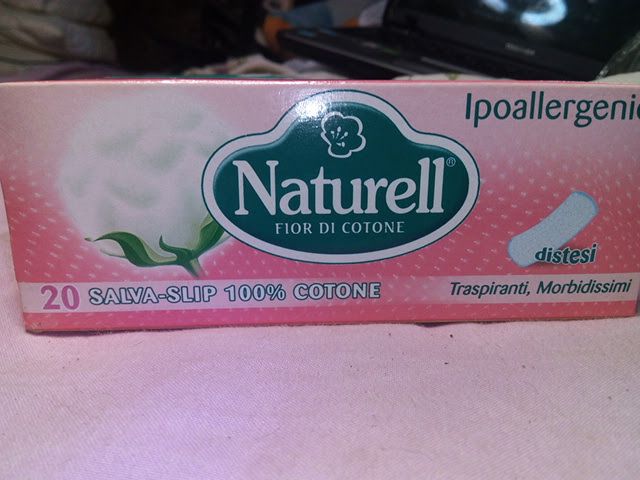 Ipoallergenic
Naturell®
FIOR DI COTONE
distesi
20 SALVA-SLIP 100% COTONE
Traspiranti, Morbidissimi